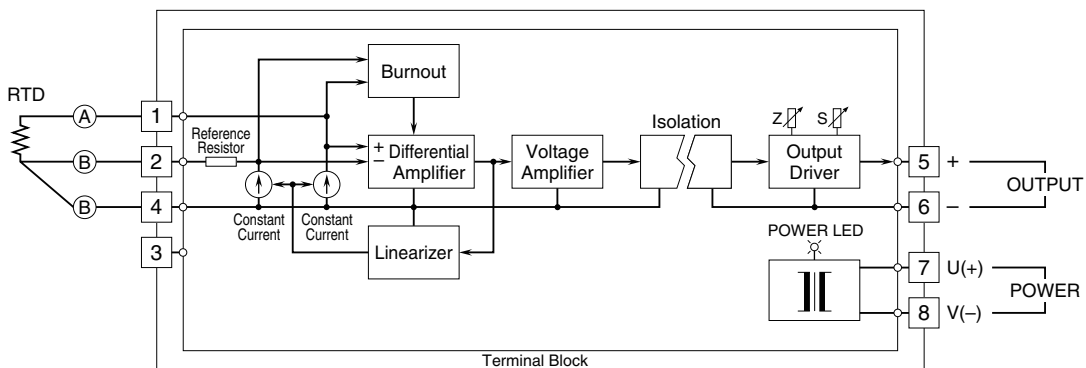 RTD
A
B
B
1
2
4
3
Reference
Resistor
Burnout
+
−
Differential
Amplifier
Constant
Current
Constant
Current
Linearizer
Voltage
Amplifier
Isolation
Z
S
Output
Driver
POWER LED
5 +
6 −
OUTPUT
7 U(+)
8 V(−)
POWER
Terminal Block